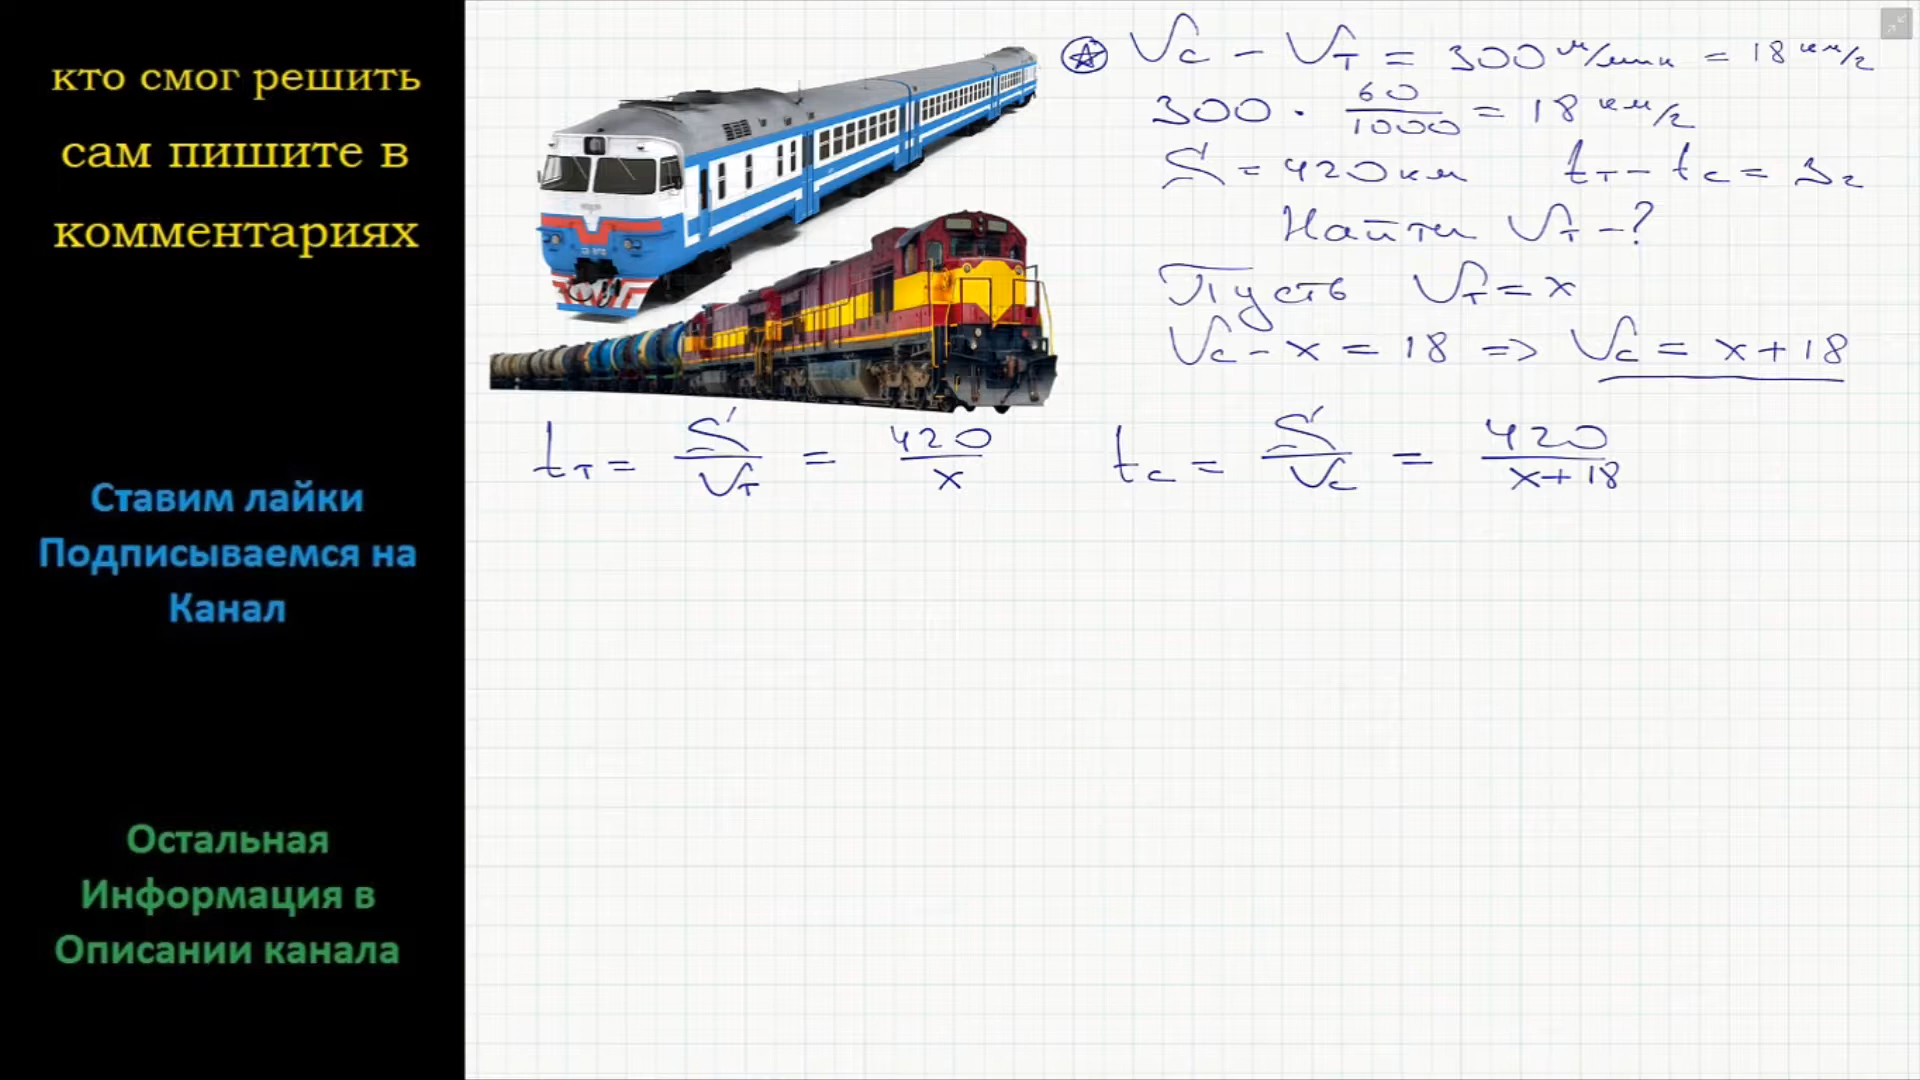 кто смог решить
сам пишите в
комментариях
Ставим лайки
Подписываемся на
Канал
Остальная
Информация в
Описании канала
Vс - Vт = 300 м/мин = 18 км/г
300 · 60/1000 = 18 км/г
S = 420 км tт - tс = 3г
Найти Vт - ?
Пусть Vт = x
Vс - x = 18 => Vс = x + 18
tт = S/Vт = 420/x tс = S/Vс = 420/x+18